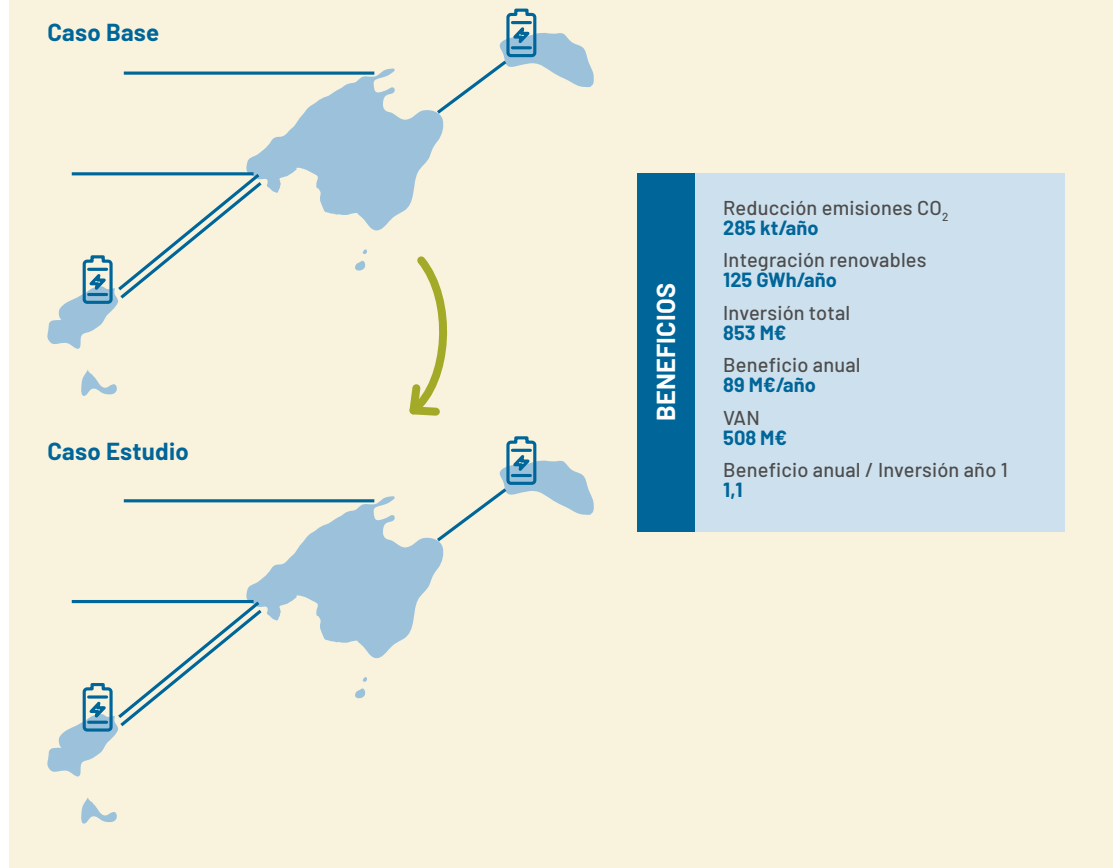 Caso Base
BENEFICIOS
Reducción emisiones CO₂
285 kt/año
Integración renovables
125 GWh/año
Inversión total
853 M€
Beneficio anual
89 M€/año
VAN
508 M€
Beneficio anual / Inversión año 1
1,1
Caso Estudio